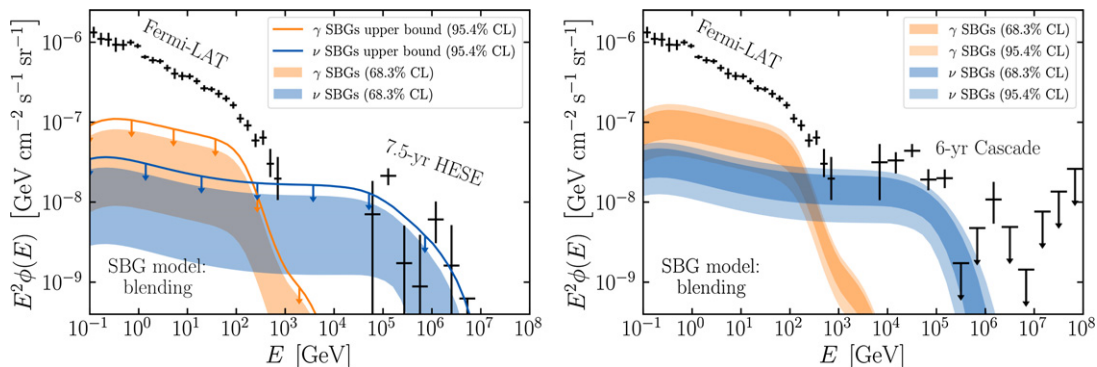 Fermi-LAT
γ SBGs upper bound (95.4% CL)
ν SBGs upper bound (95.4% CL)
γ SBGs (68.3% CL)
ν SBGs (68.3% CL)
7.5-yr HESE
SBG model:
blending
E²ϕ(E) [GeV cm⁻² s⁻¹ sr⁻¹]
10⁻⁶
10⁻⁷
10⁻⁸
10⁻⁹
10⁻¹ 10⁰ 10¹ 10² 10³ 10⁴ 10⁵ 10⁶ 10⁷ 10⁸
E [GeV]
Fermi-LAT
γ SBGs (68.3% CL)
γ SBGs (95.4% CL)
ν SBGs (68.3% CL)
ν SBGs (95.4% CL)
6-yr Cascade
SBG model:
blending
E²ϕ(E) [GeV cm⁻² s⁻¹ sr⁻¹]
10⁻⁶
10⁻⁷
10⁻⁸
10⁻⁹
10⁻¹ 10⁰ 10¹ 10² 10³ 10⁴ 10⁵ 10⁶ 10⁷ 10⁸
E [GeV]